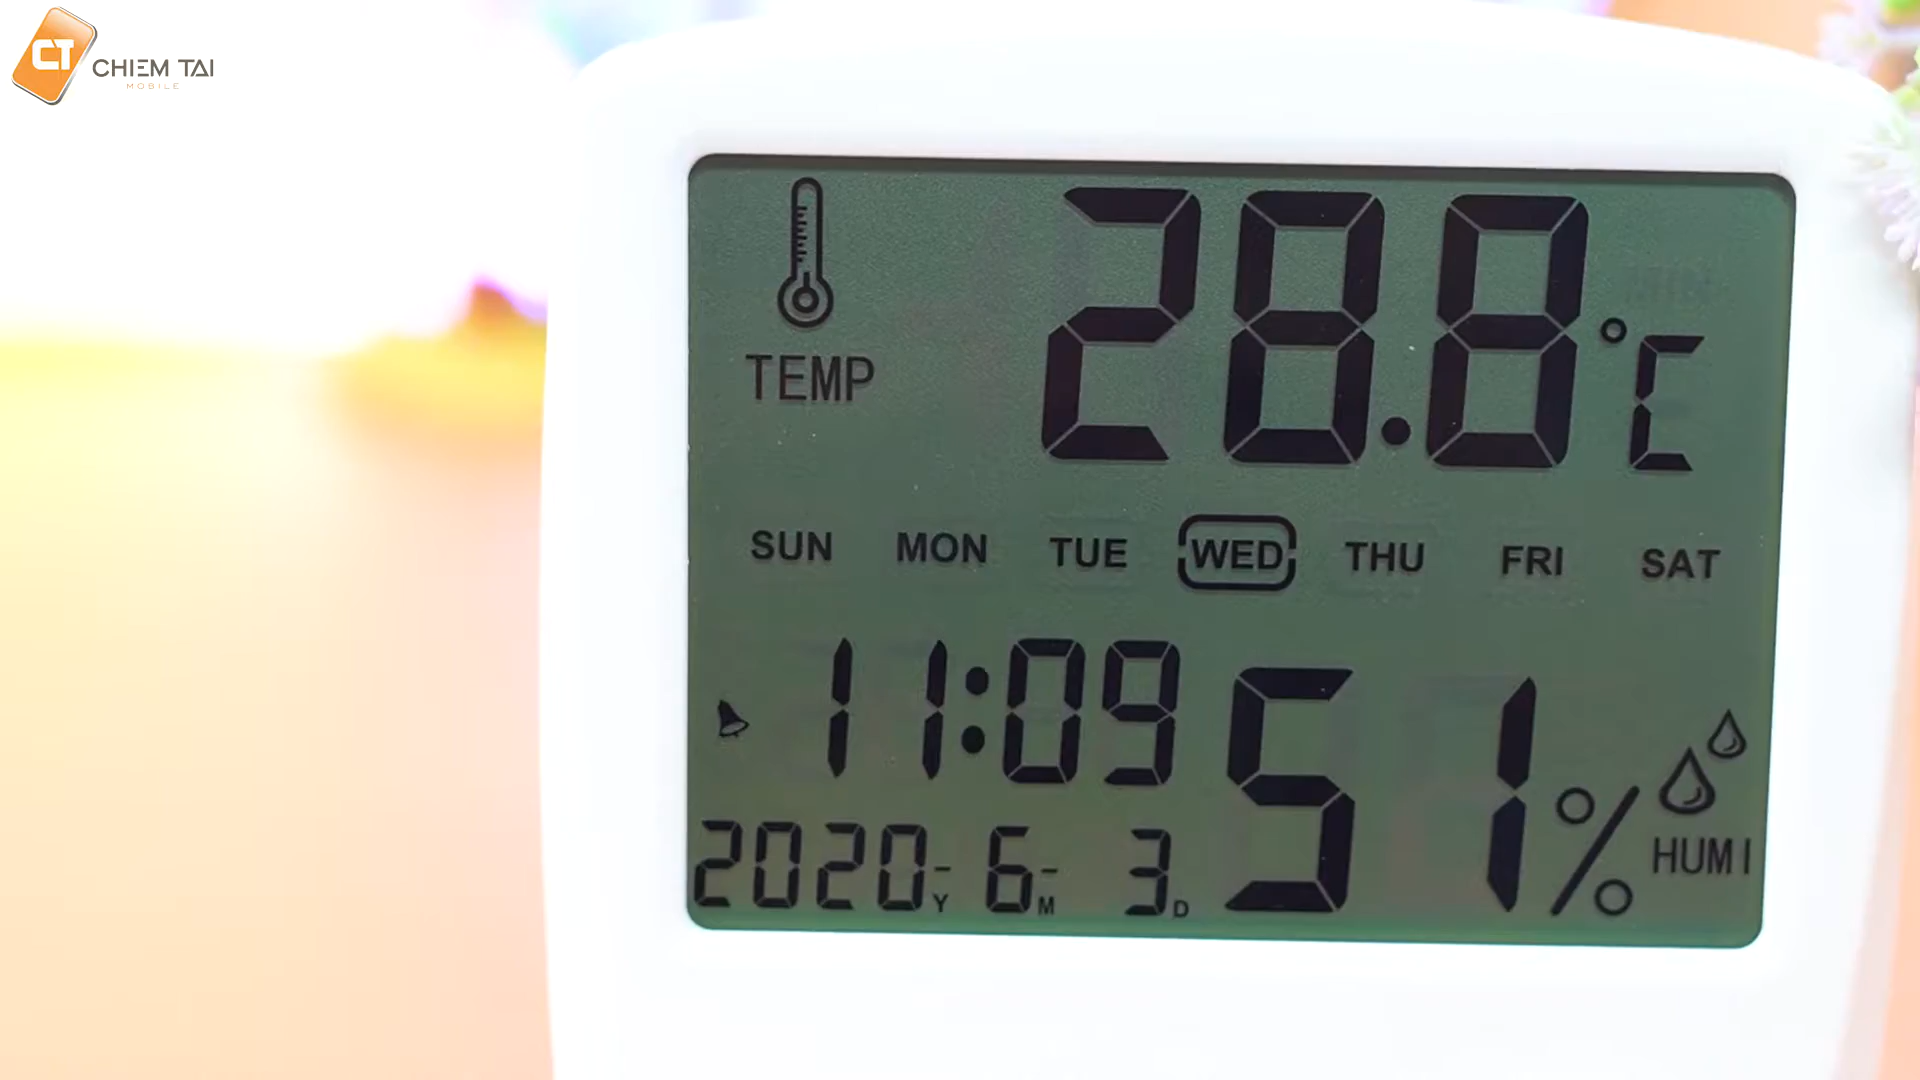 CT CHIEM TAI
MOBILE
28.8 °C
TEMP
SUN MON TUE WED THU FRI SAT
11:09
51 %
HUMI
2020-Y 6-M 3D